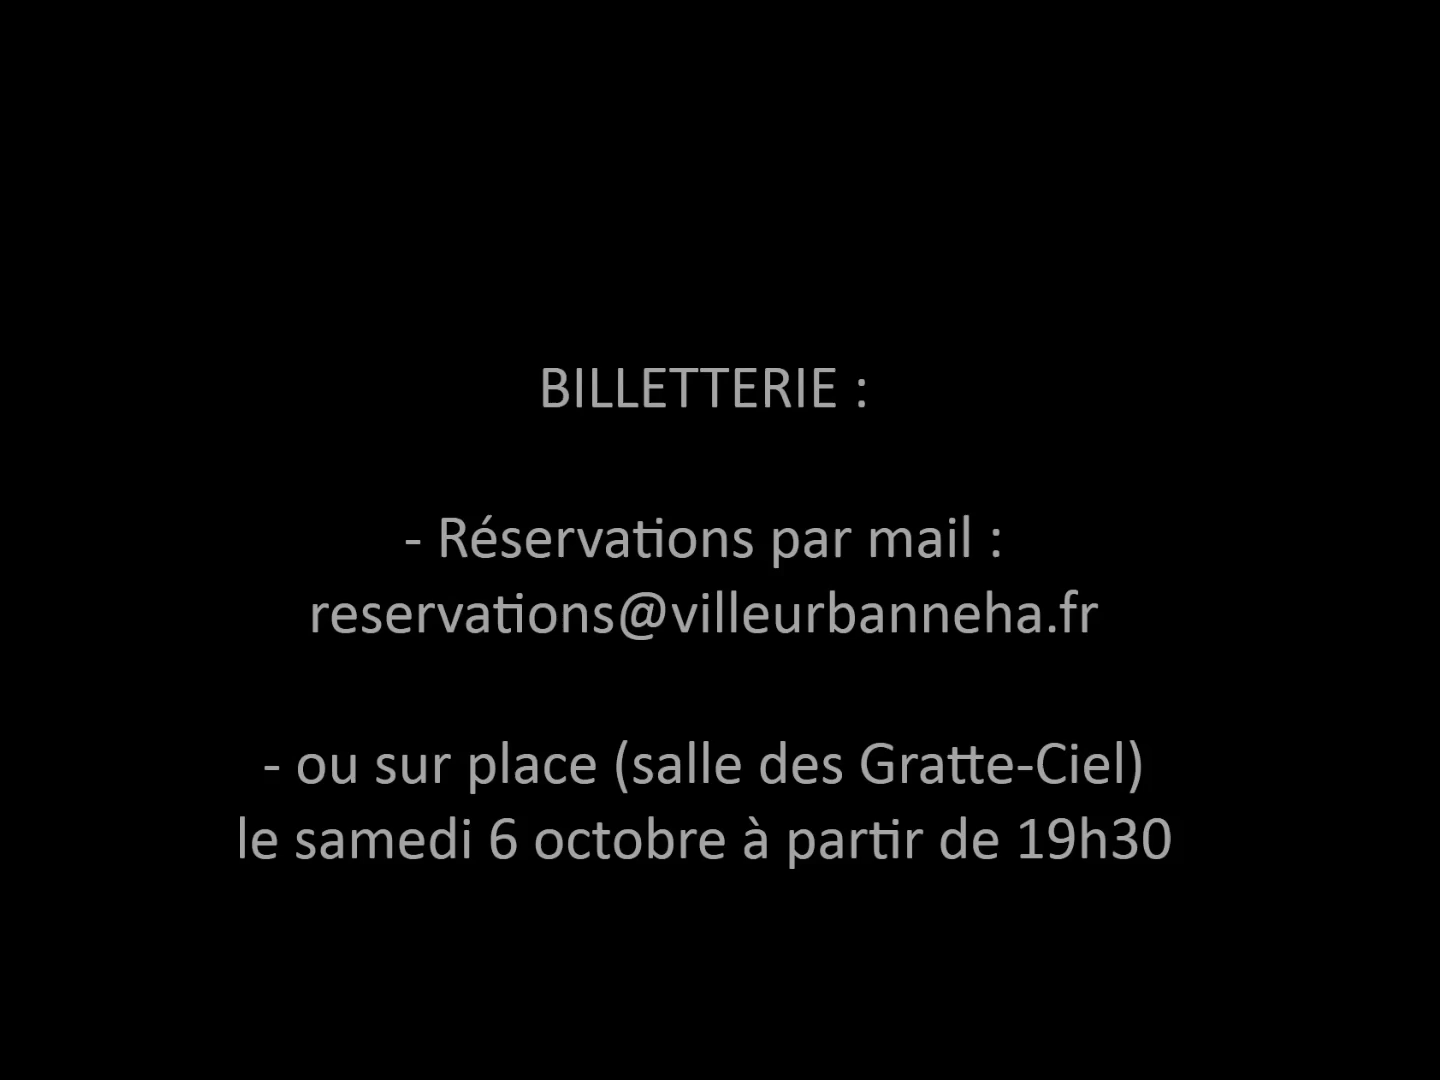 BILLETTERIE :
- Réservations par mail :
reservations@villeurbanneha.fr
- ou sur place (salle des Gratte-Ciel)
le samedi 6 octobre à partir de 19h30